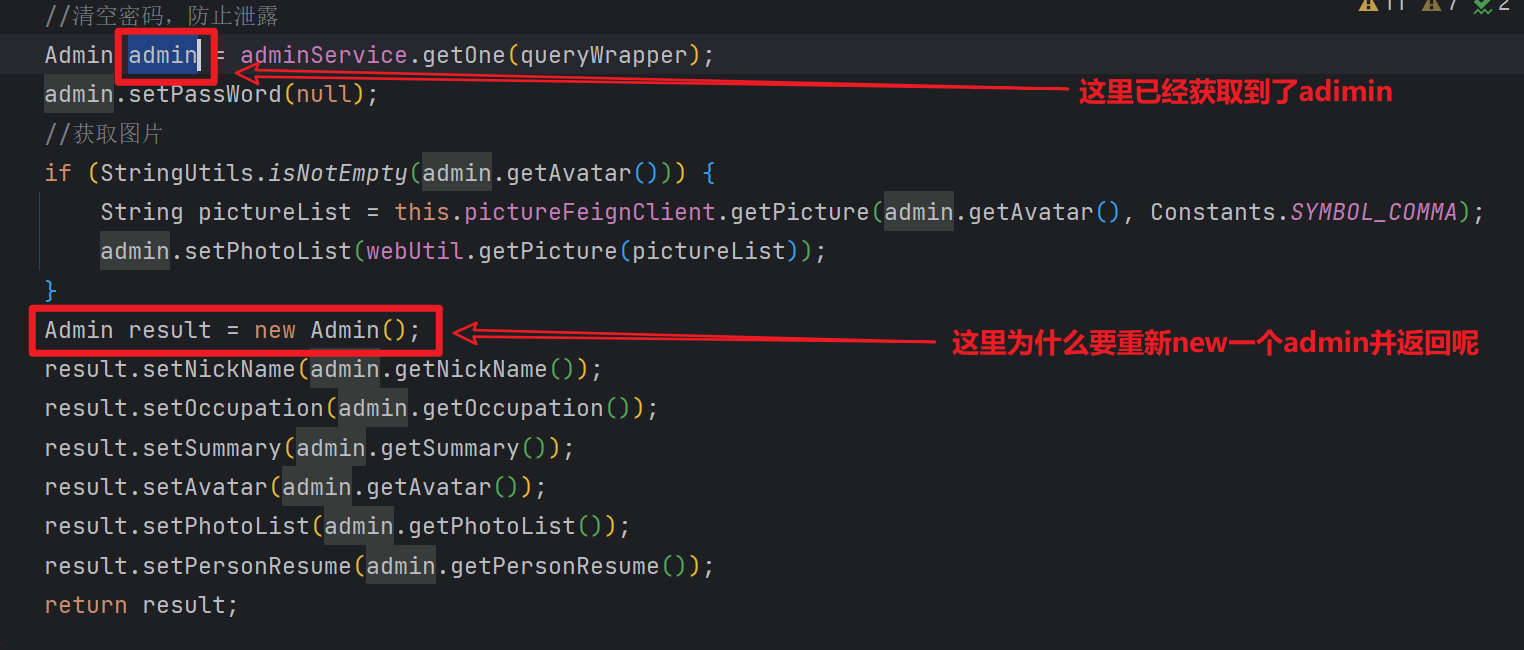 //清空密码，防止泄露
11 7 2
Admin admin = adminService.getOne(queryWrapper);
admin.setPassWord(null);
这里已经获取到了adimin
//获取图片
if (StringUtils.isNotEmpty(admin.getAvatar())) {
String pictureList = this.pictureFeignClient.getPicture(admin.getAvatar(), Constants.SYMBOL_COMMA);
admin.setPhotoList(webUtil.getPicture(pictureList));
}
Admin result = new Admin();
这里为什么要重新new一个admin并返回呢
result.setNickName(admin.getNickName());
result.setOccupation(admin.getOccupation());
result.setSummary(admin.getSummary());
result.setAvatar(admin.getAvatar());
result.setPhotoList(admin.getPhotoList());
result.setPersonResume(admin.getPersonResume());
return result;